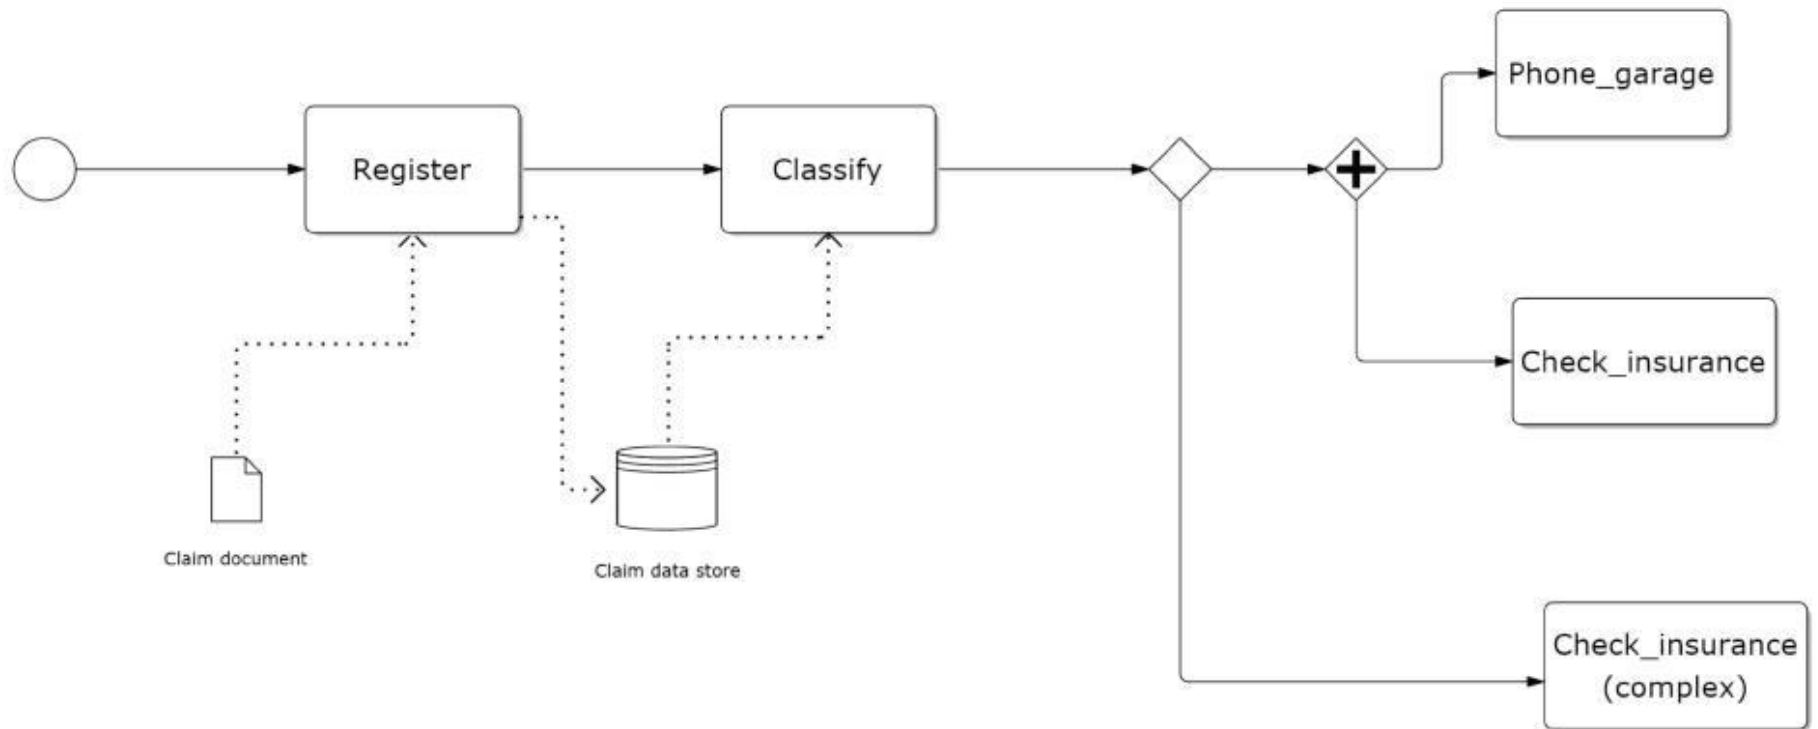 Phone_garage
Register
Classify
Check_insurance
Claim document
Claim data store
Check_insurance
(complex)